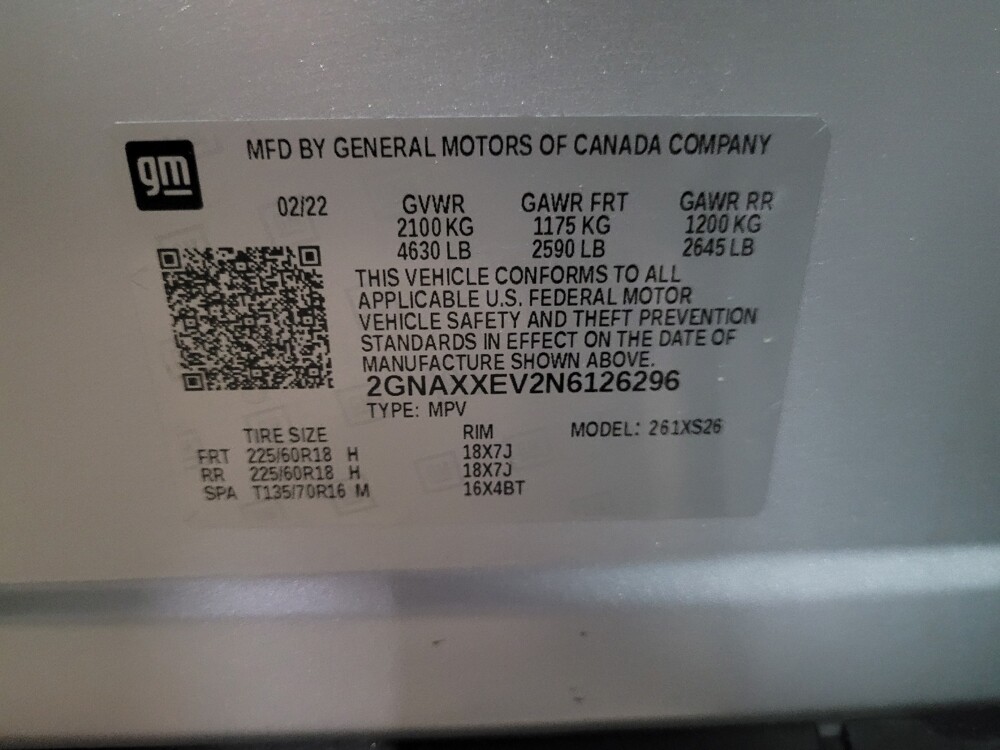 gm
MFD BY GENERAL MOTORS OF CANADA COMPANY
02/22 GVWR GAWR FRT GAWR RR
2100 KG 1175 KG 1200 KG
4630 LB 2590 LB 2645 LB
THIS VEHICLE CONFORMS TO ALL
APPLICABLE U.S. FEDERAL MOTOR
VEHICLE SAFETY AND THEFT PREVENTION
STANDARDS IN EFFECT ON THE DATE OF
MANUFACTURE SHOWN ABOVE.
2GNAXXEV2N6126296
TYPE: MPV
TIRE SIZE RIM MODEL: 261XS26
FRT 225/60R18 H 18X7J
RR 225/60R18 H 18X7J
SPA T135/70R16 M 16X4BT